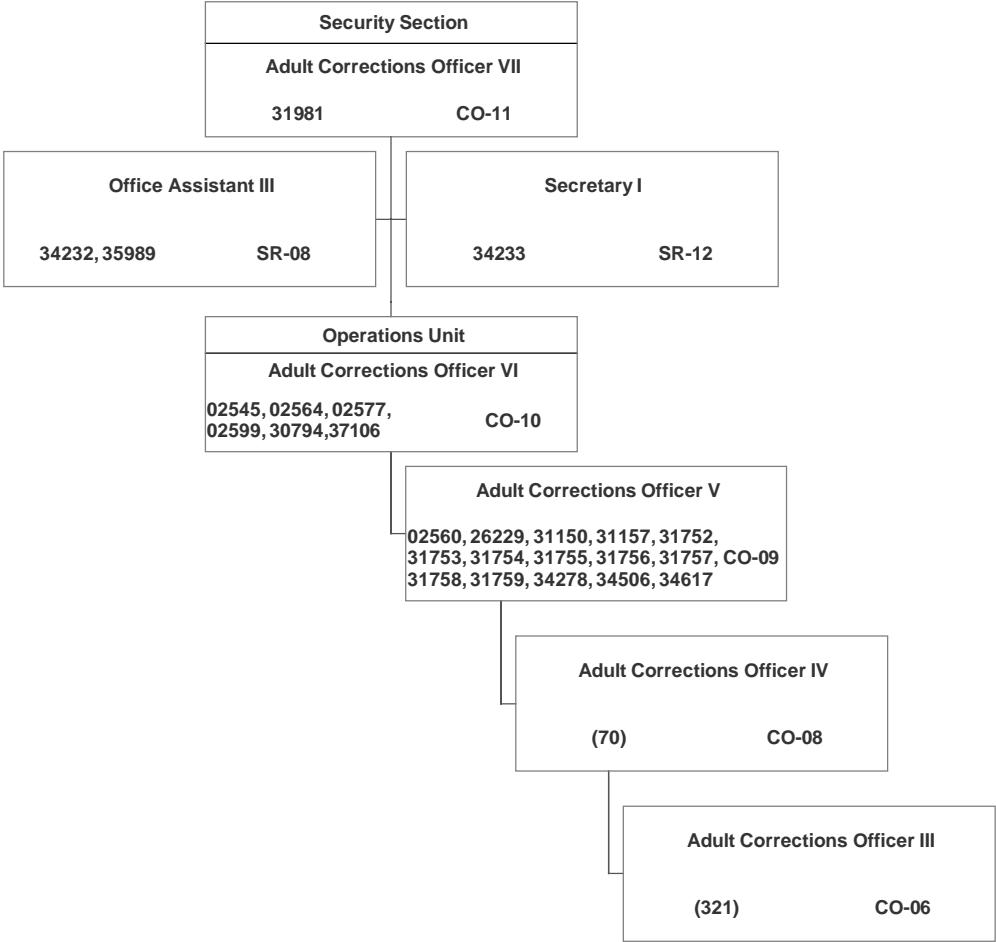 Security Section
Adult Corrections Officer VII
31981 CO-11
Office Assistant III
34232, 35989 SR-08
Secretary I
34233 SR-12
Operations Unit
Adult Corrections Officer VI
02545, 02564, 02577,
02599, 30794,37106 CO-10
Adult Corrections Officer V
02560, 26229, 31150, 31157, 31752,
31753, 31754, 31755, 31756, 31757, CO-09
31758, 31759, 34278, 34506, 34617
Adult Corrections Officer IV
(70) CO-08
Adult Corrections Officer III
(321) CO-06